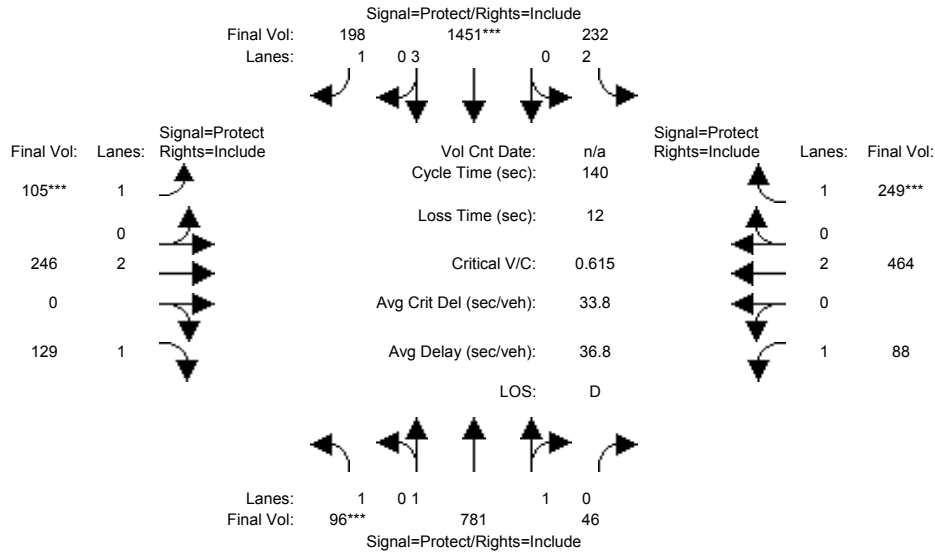 Signal=Protect/Rights=Include
Final Vol: 198 1451*** 232
Lanes: 1 0 3 0 2
Signal=Protect Signal=Protect
Final Vol: Lanes: Rights=Include Vol Cnt Date: n/a Rights=Include Lanes: Final Vol:
Cycle Time (sec): 140
105*** 1 1 249***
Loss Time (sec): 12
0 0
246 2 Critical V/C: 0.615 2 464
0 0 Avg Crit Del (sec/veh): 33.8 0
129 1 Avg Delay (sec/veh): 36.8 1 88
LOS: D
Lanes: 1 0 1 1 0
Final Vol: 96*** 781 46
Signal=Protect/Rights=Include